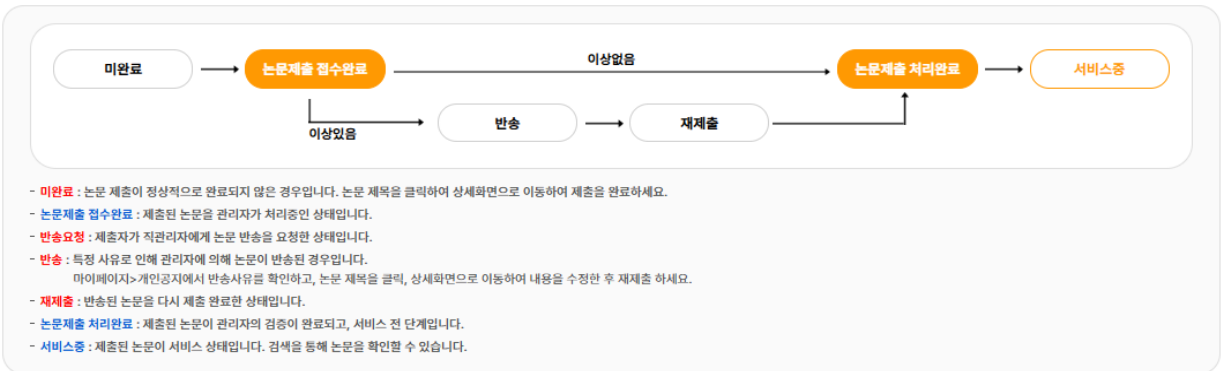 미완료
논문제출 접수완료
이상없음
논문제출 처리완료
서비스중
이상있음
반송
재제출
- 미완료 : 논문 제출이 정상적으로 완료되지 않은 경우입니다. 논문 제목을 클릭하여 상세화면으로 이동하여 제출을 완료하세요.
- 논문제출 접수완료 : 제출된 논문을 관리자가 처리중인 상태입니다.
- 반송요청 : 제출자가 직관리자에게 논문 반송을 요청한 상태입니다.
- 반송 : 특정 사유로 인해 관리자에 의해 논문이 반송된 경우입니다.
마이페이지>개인공지에서 반송사유를 확인하고, 논문 제목을 클릭, 상세화면으로 이동하여 내용을 수정한 후 재제출 하세요.
- 재제출 : 반송된 논문을 다시 제출 완료한 상태입니다.
- 논문제출 처리완료 : 제출된 논문이 관리자의 검증이 완료되고, 서비스 전 단계입니다.
- 서비스중 : 제출된 논문이 서비스 상태입니다. 검색을 통해 논문을 확인할 수 있습니다.